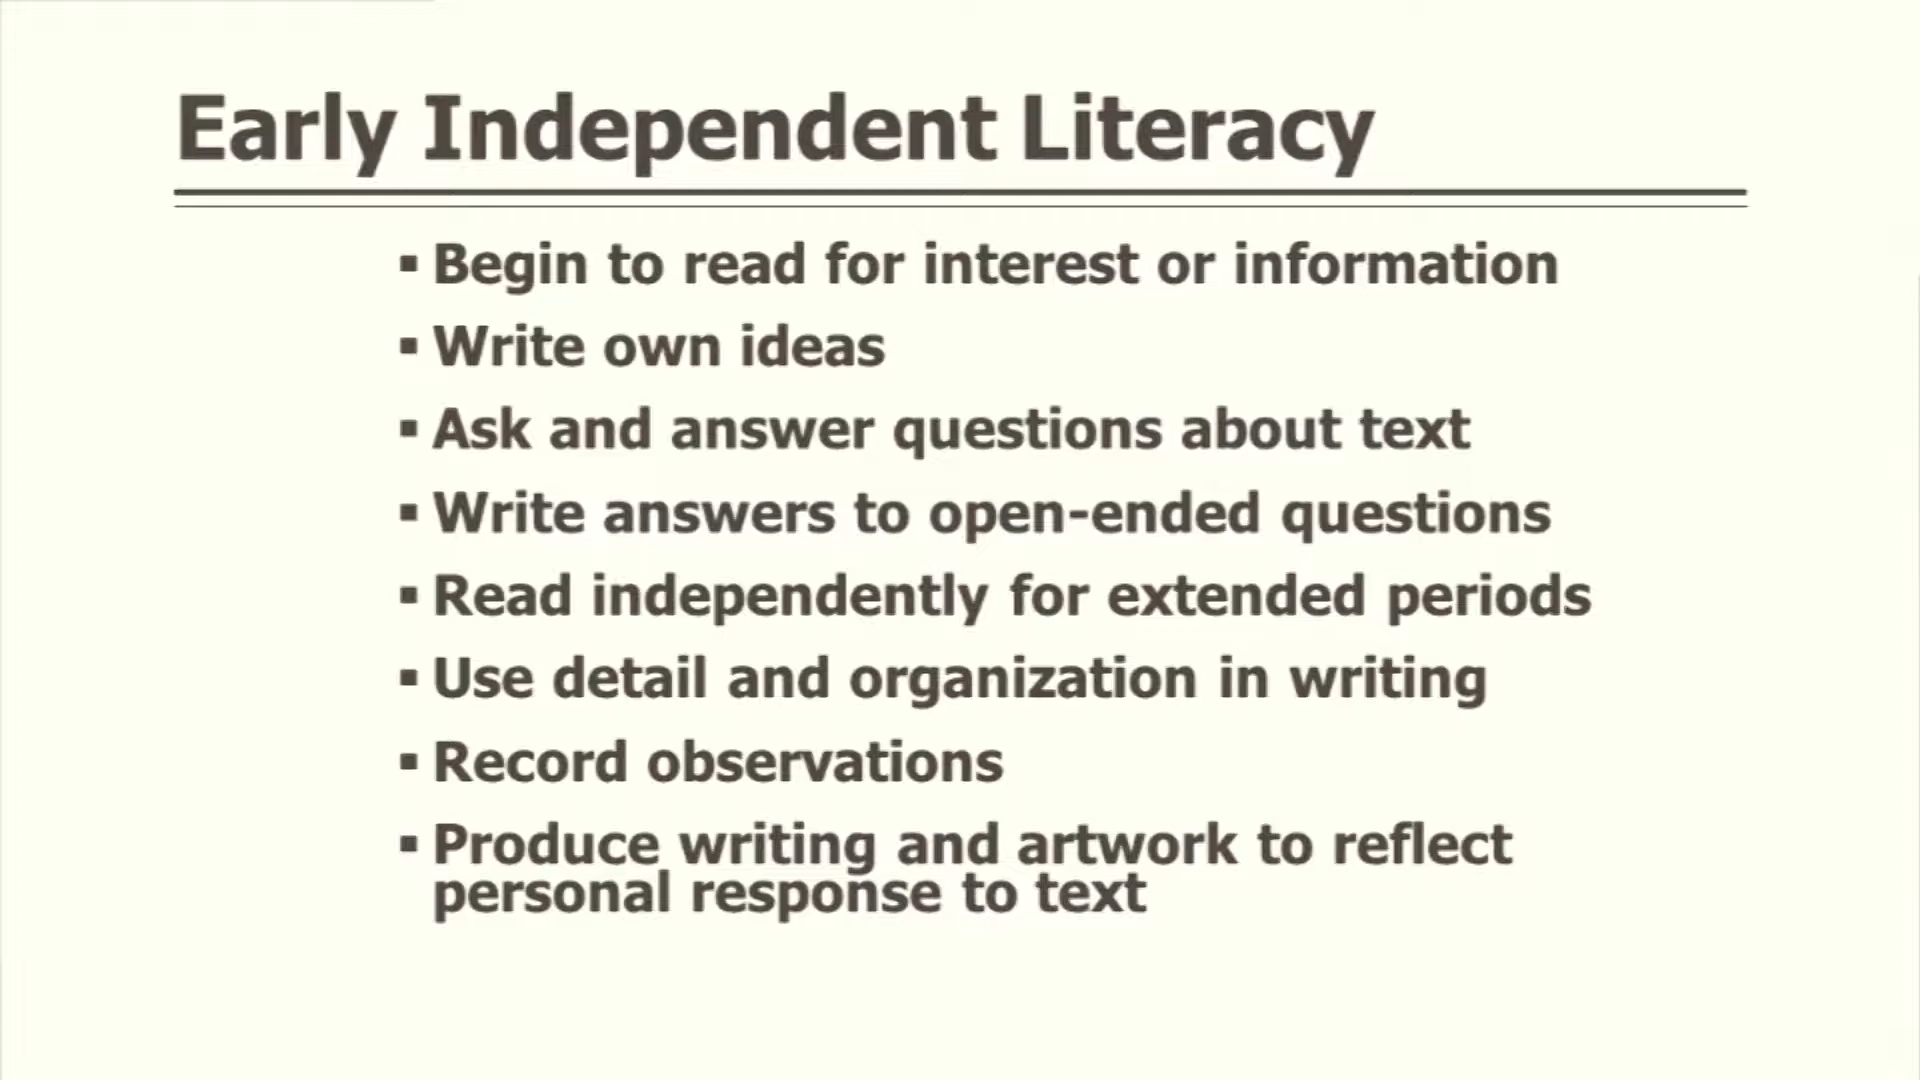 Early Independent Literacy
▪ Begin to read for interest or information
▪ Write own ideas
▪ Ask and answer questions about text
▪ Write answers to open-ended questions
▪ Read independently for extended periods
▪ Use detail and organization in writing
▪ Record observations
▪ Produce writing and artwork to reflect
personal response to text